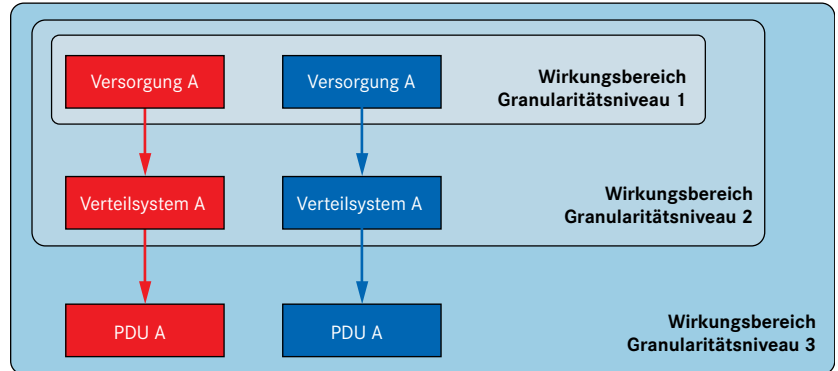 Versorgung A
Versorgung A
Wirkungsbereich
Granularitätsniveau 1
Verteilsystem A
Verteilsystem A
Wirkungsbereich
Granularitätsniveau 2
PDU A
PDU A
Wirkungsbereich
Granularitätsniveau 3